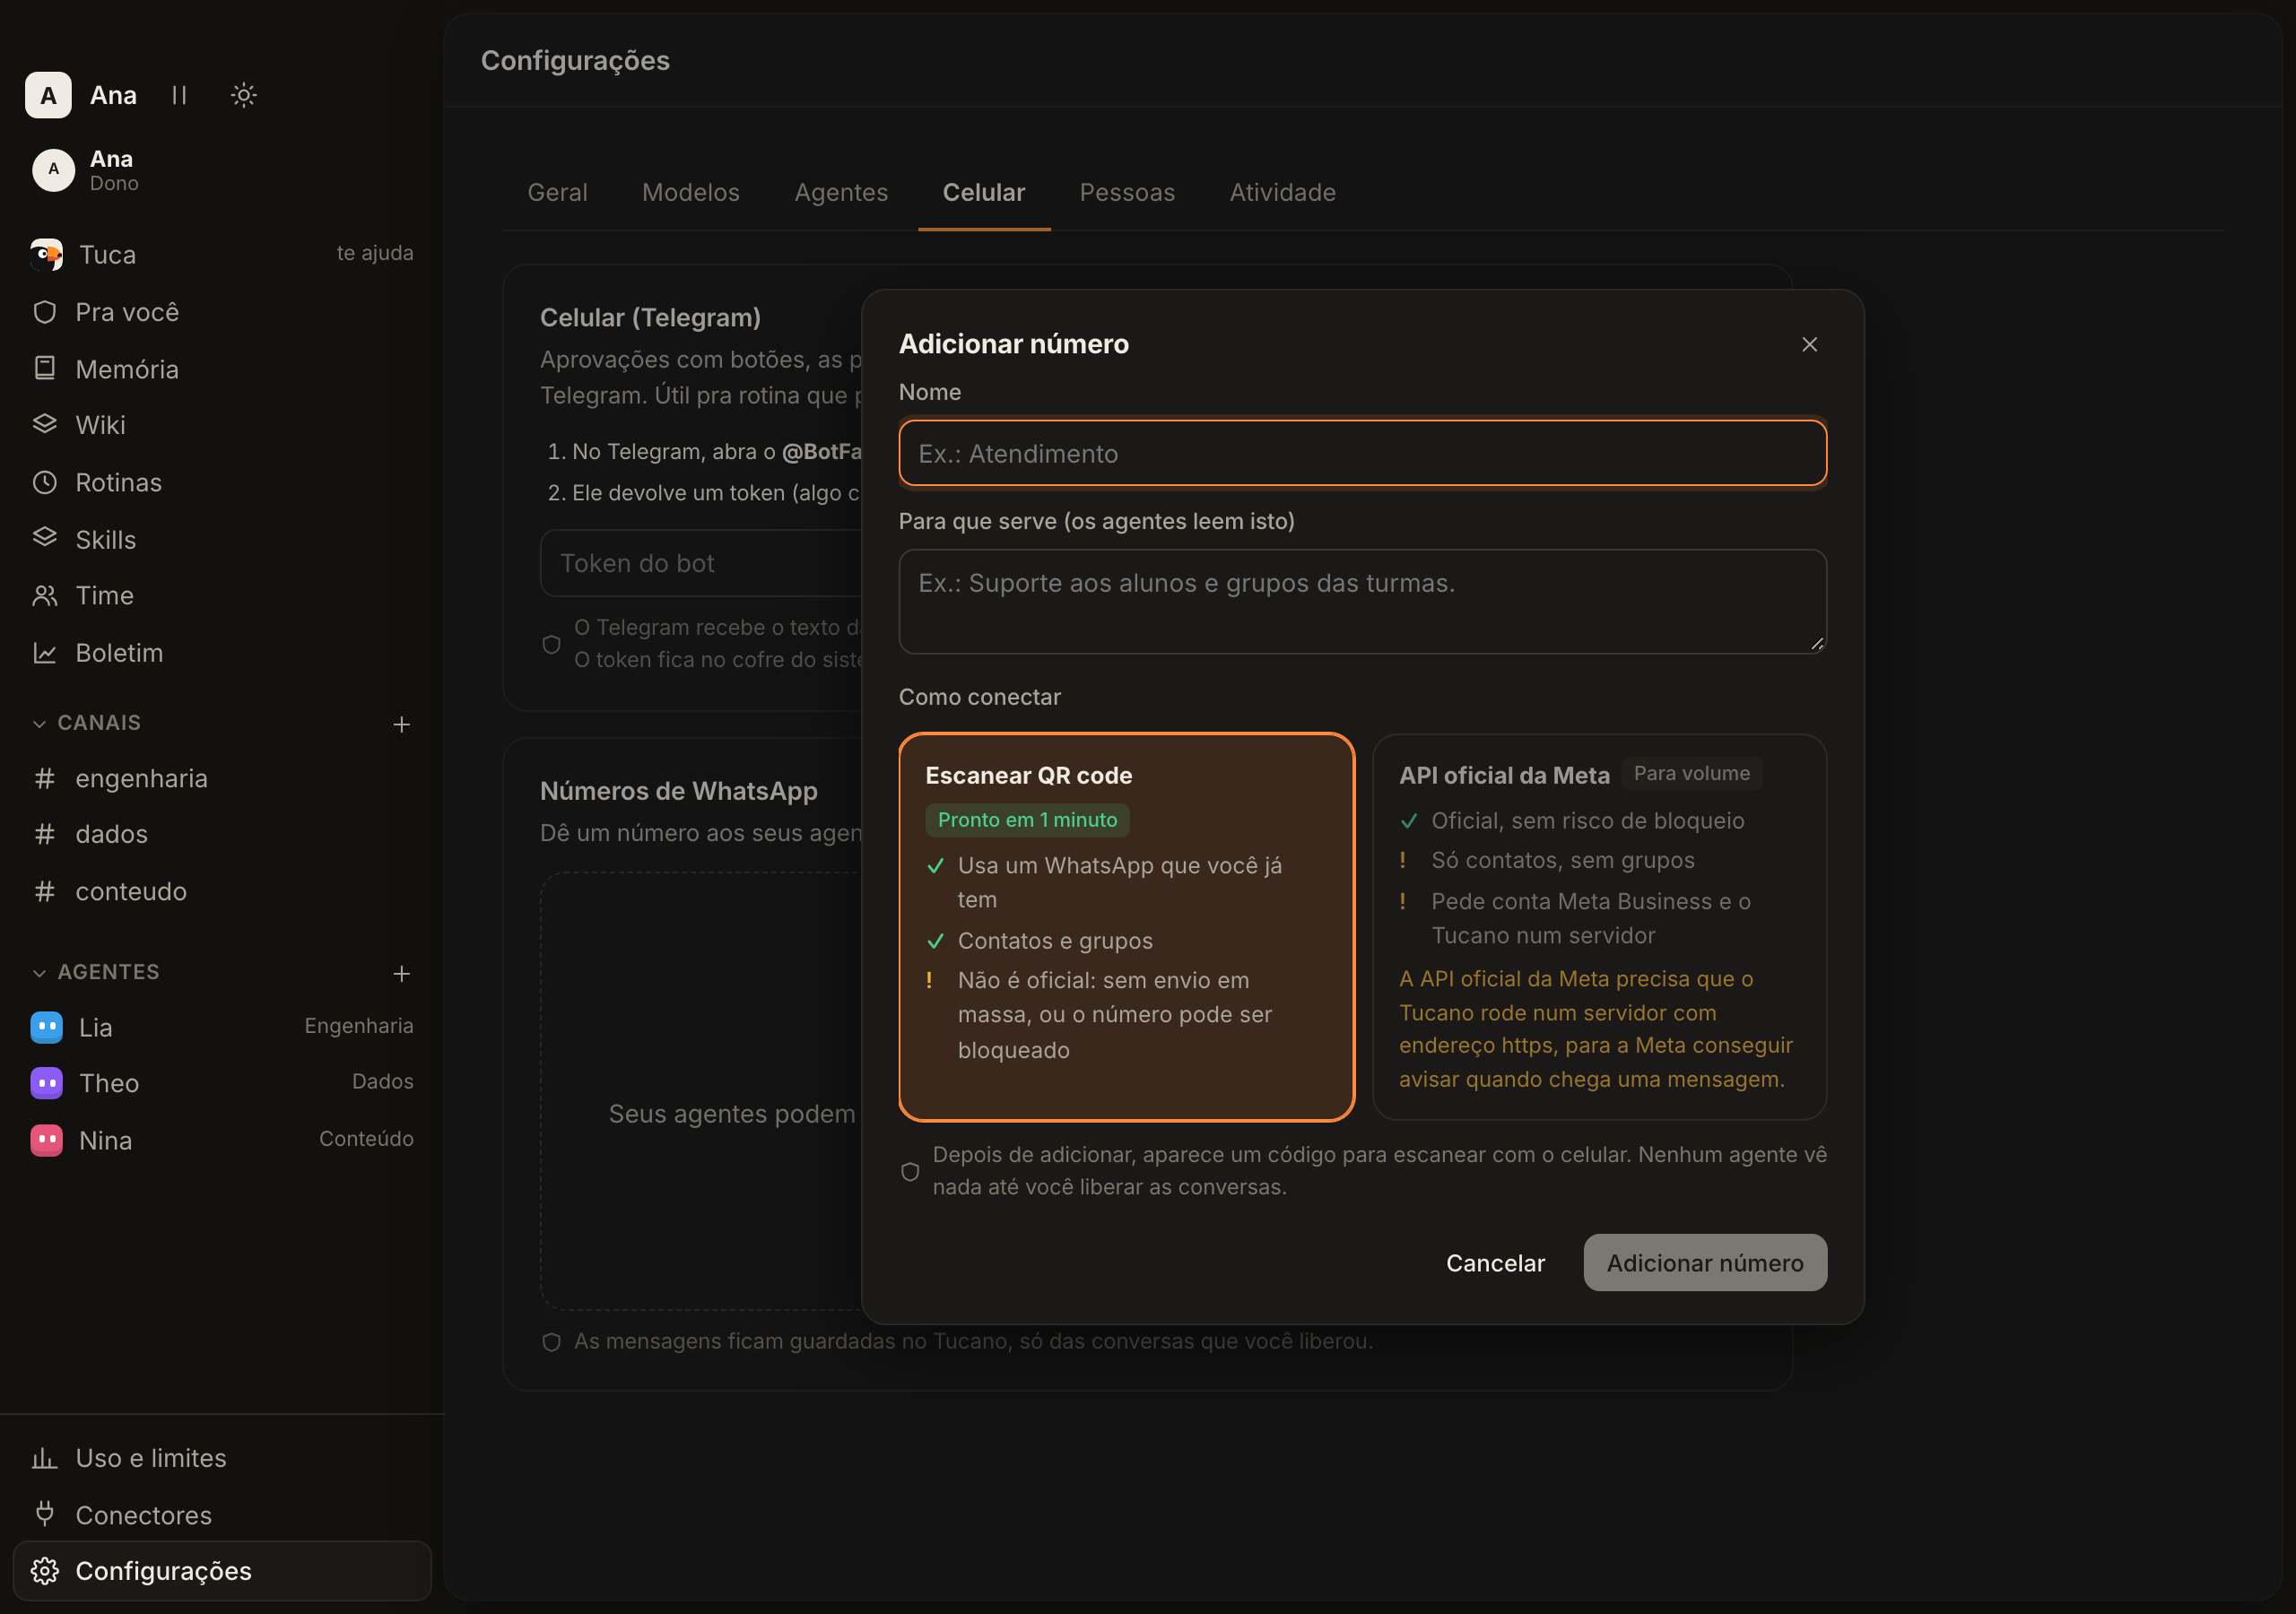 Configurações
A
Ana
A
Ana
Dono
Tuca
te ajuda
Pra você
Memória
Wiki
Rotinas
Skills
Time
Boletim
CANAIS
# engenharia
# dados
# conteudo
AGENTES
Lia
Engenharia
Theo
Dados
Nina
Conteúdo
Uso e limites
Conectores
Configurações
Geral
Modelos
Agentes
Celular
Pessoas
Atividade
Celular (Telegram)
Aprovações com botões, as
Telegram. Útil pra rotina que
1. No Telegram, abra o
2. Ele devolve um token (algo
Token do bot
O Telegram recebe o texto
O token fica no cofre do
Números de WhatsApp
Dê um número aos seus
Seus agentes podem
As mensagens ficam guardadas no Tucano, só das conversas que você liberou.
Adicionar número
Nome
Ex.: Atendimento
Para que serve (os agentes leem isto)
Ex.: Suporte aos alunos e grupos das turmas.
Como conectar
Escanear QR code
Pronto em 1 minuto
Usa um WhatsApp que você já
tem
Contatos e grupos
! Não é oficial: sem envio em
massa, ou o número pode ser
bloqueado
API oficial da Meta
Para volume
Oficial, sem risco de bloqueio
! Só contatos, sem grupos
! Pede conta Meta Business e o
Tucano num servidor
A API oficial da Meta precisa que o
Tucano rode num servidor com
endereço https, para a Meta conseguir
avisar quando chega uma mensagem.
Depois de adicionar, aparece um código para escanear com o celular. Nenhum agente vê
nada até você liberar as conversas.
Cancelar
Adicionar número